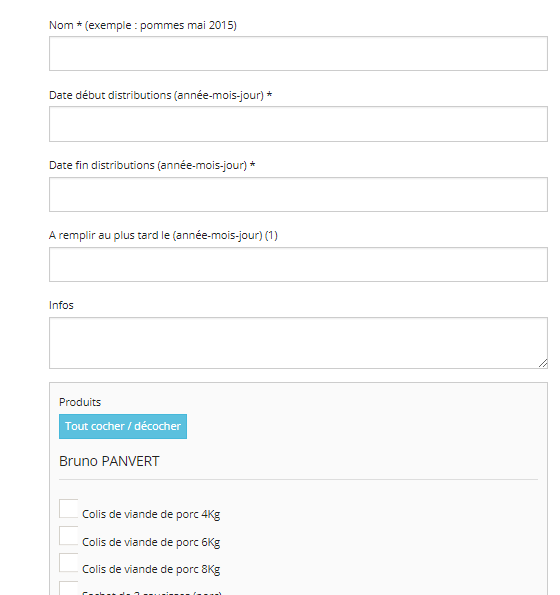 Nom * (exemple : pommes mai 2015)
Date début distributions (année-mois-jour) *
Date fin distributions (année-mois-jour) *
A remplir au plus tard le (année-mois-jour) (1)
Infos
Produits
Tout cocher / décocher
Bruno PANVERT
Colis de viande de porc 4Kg
Colis de viande de porc 6Kg
Colis de viande de porc 8Kg